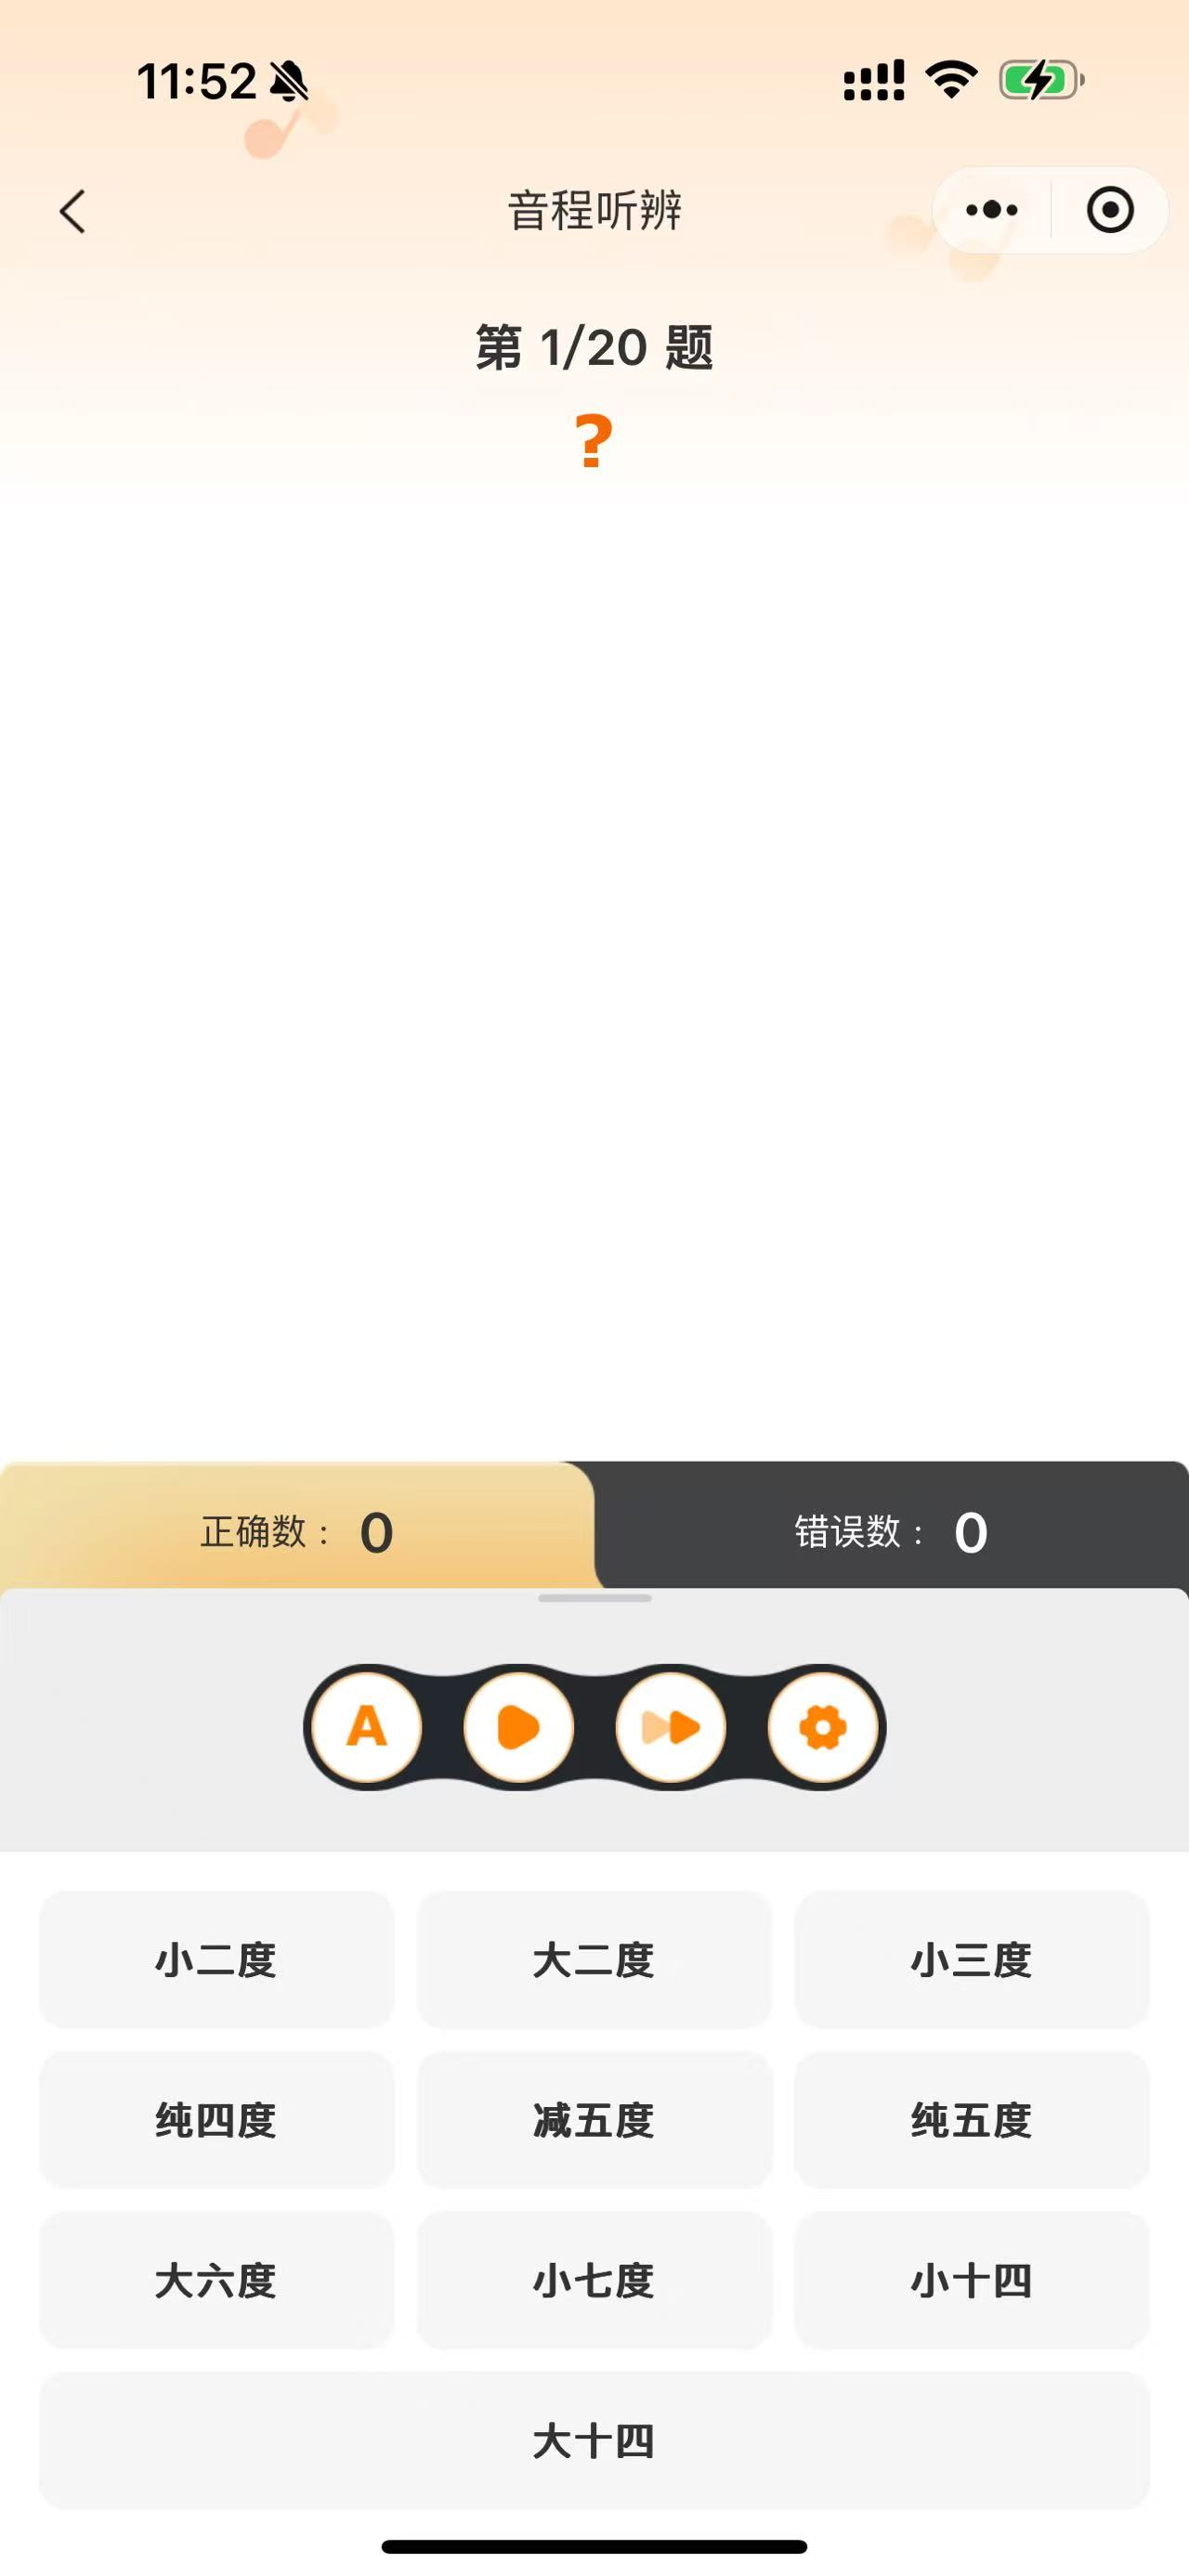 11:52
音程听辨
第 1/20 题
?
正确数： 0
错误数： 0
A
小二度
大二度
小三度
纯四度
减五度
纯五度
大六度
小七度
小十四
大十四